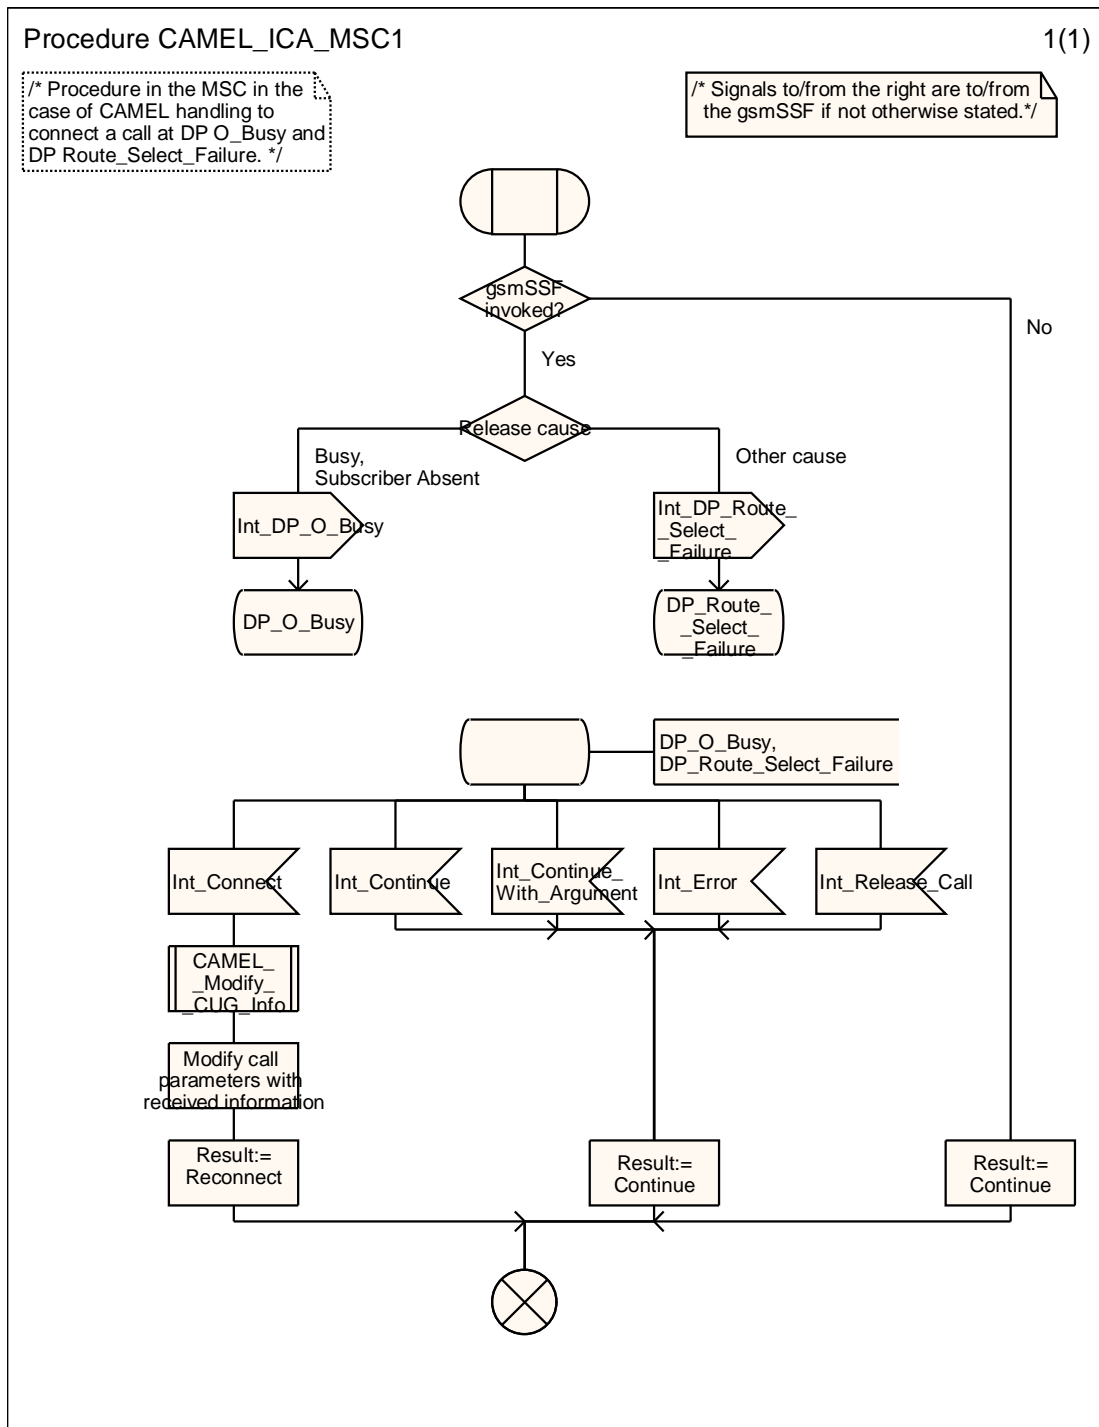 Procedure CAMEL_ICA_MSC1
1(1)
/* Procedure in the MSC in the
case of CAMEL handling to
connect a call at DP O_Busy and
DP Route_Select_Failure. */
/* Signals to/from the right are to/from
the gsmSSF if not otherwise stated.*/
gsmSSF
invoked?
No
Yes
Release cause
Busy,
Subscriber Absent
Other cause
Int_DP_O_Busy
Int_DP_Route_
_Select_
_Failure
DP_O_Busy
DP_Route_
_Select_
_Failure
DP_O_Busy,
DP_Route_Select_Failure
Int_Connect
Int_Continue
Int_Continue_
With_Argument
Int_Error
Int_Release_Call
CAMEL_
_Modify_
_CUG_Info
Modify call
parameters with
received information
Result:=
Reconnect
Result:=
Continue
Result:=
Continue